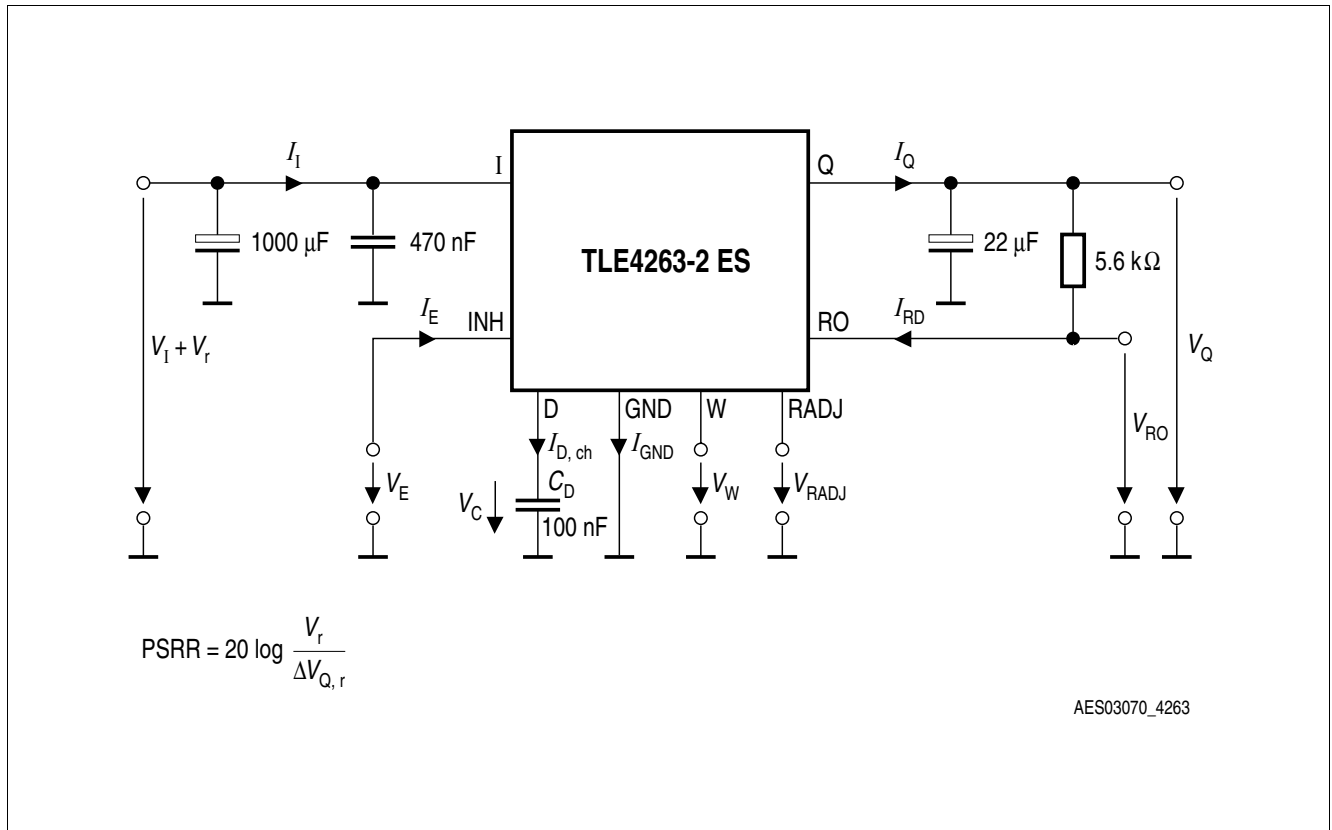 I_I
I
Q
I_Q
1000 µF
470 nF
TLE4263-2 ES
22 µF
5.6 kΩ
I_E
INH
RO
I_RD
V_I + V_r
V_Q
D
GND
W
RADJ
I_D, ch
I_GND
V_RO
V_E
V_C
C_D
100 nF
V_W
V_RADJ
PSRR = 20 log V_r / ΔV_Q, r
AES03070_4263